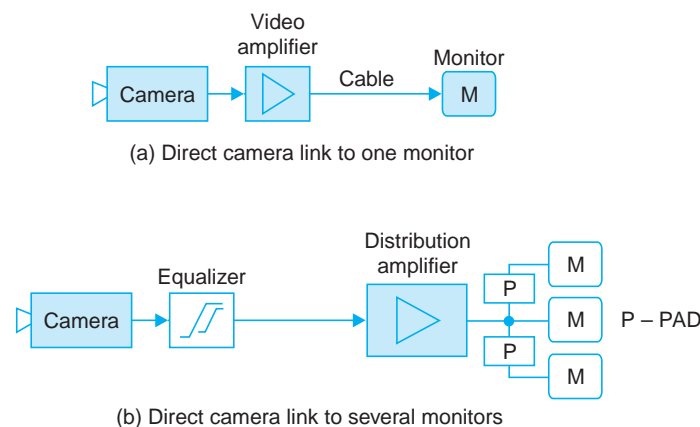 Video
amplifier
Monitor
Camera
Cable
M
(a) Direct camera link to one monitor
Distribution
amplifier
Equalizer
Camera
P
M
M
P – PAD
P
M
(b) Direct camera link to several monitors